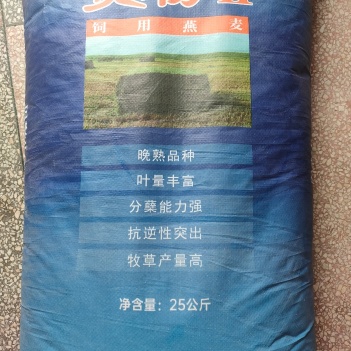 饲用燕麦
晚熟品种
叶量丰富
分蘖能力强
抗逆性突出
牧草产量高
净含量：25公斤